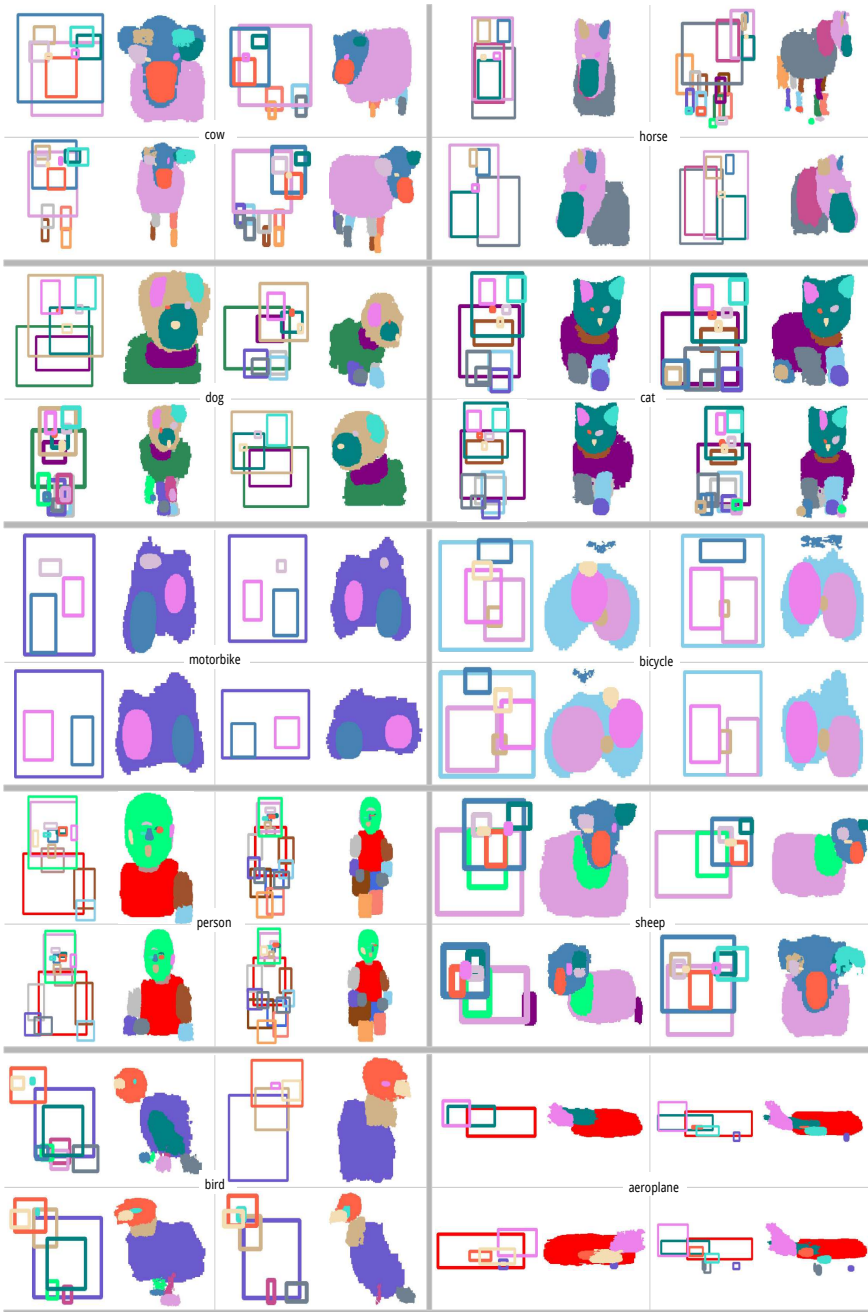 cow
horse
dog
cat
motorbike
bicycle
person
sheep
bird
aeroplane